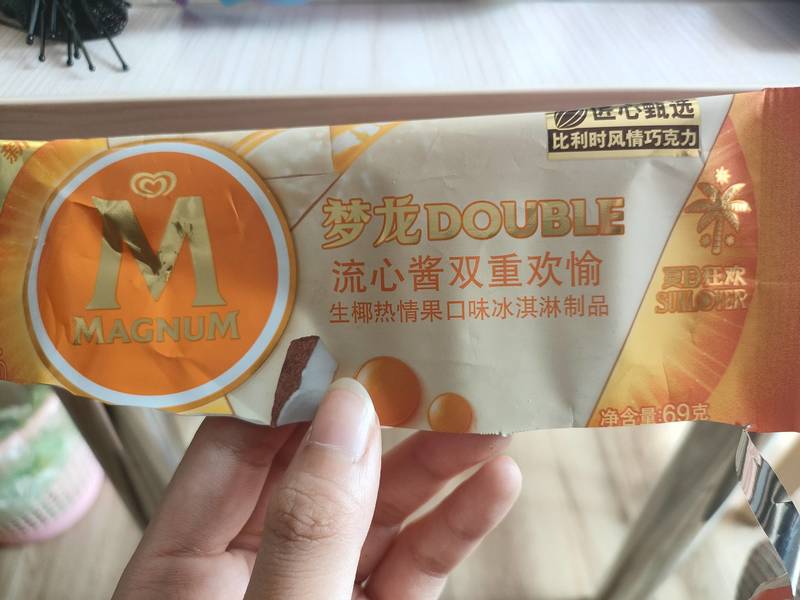 匠心甄选
比利时风情巧克力
M
MAGNUM
梦龙DOUBLE
流心酱双重欢愉
生椰热情果口味冰淇淋制品
夏日狂欢
SUNLOVER
净含量:69克